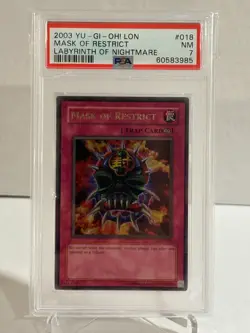 2003 YU - GI - OH! LON #018
MASK OF RESTRICT NM
LABYRINTH OF NIGHTMARE 7
PSA 60583985
MASK OF RESTRICT
[TRAP CARD]